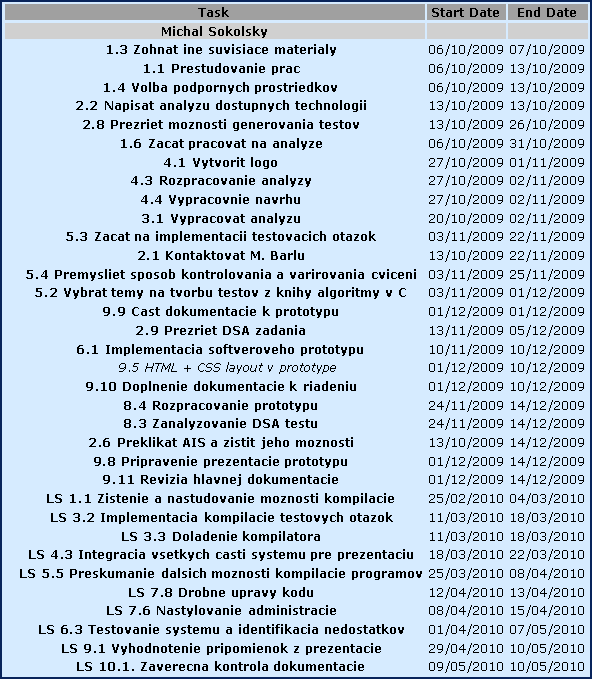 Task Start Date End Date
Michal Sokolsky
1.3 Zohnat ine suvisiace materialy 06/10/2009 07/10/2009
1.1 Prestudovanie prac 06/10/2009 13/10/2009
1.4 Volba podpornych prostriedkov 06/10/2009 13/10/2009
2.2 Napisat analyzu dostupnych technologii 13/10/2009 13/10/2009
2.8 Prezriet moznosti generovania testov 13/10/2009 26/10/2009
1.6 Zacat pracovat na analyze 06/10/2009 31/10/2009
4.1 Vytvorit logo 27/10/2009 01/11/2009
4.3 Rozpracovanie analyzy 27/10/2009 02/11/2009
4.4 Vypracovnie navrhu 27/10/2009 02/11/2009
3.1 Vypracovat analyzu 20/10/2009 02/11/2009
5.3 Zacat na implementacii testovacich otazok 03/11/2009 22/11/2009
2.1 Kontaktovat M. Barlu 13/10/2009 22/11/2009
5.4 Premysliet sposob kontrolovania a varirovania cviceni 03/11/2009 25/11/2009
5.2 Vybrat temy na tvorbu testov z knihy algoritmy v C 03/11/2009 01/12/2009
9.9 Cast dokumentacie k prototypu 01/12/2009 01/12/2009
2.9 Prezriet DSA zadania 13/11/2009 05/12/2009
6.1 Implementacia softveroveho prototypu 10/11/2009 10/12/2009
9.5 HTML + CSS layout v prototype 01/12/2009 10/12/2009
9.10 Doplnenie dokumentacie k riadeniu 01/12/2009 10/12/2009
8.4 Rozpracovanie prototypu 24/11/2009 14/12/2009
8.3 Zanalyzovanie DSA testu 24/11/2009 14/12/2009
2.6 Preklikat AIS a zistit jeho moznosti 13/10/2009 14/12/2009
9.8 Pripravenie prezentacie prototypu 01/12/2009 14/12/2009
9.11 Revizia hlavnej dokumentacie 01/12/2009 14/12/2009
LS 1.1 Zistenie a nastudovanie moznosti kompilacie 25/02/2010 04/03/2010
LS 3.2 Implementacia kompilacie testovych otazok 11/03/2010 18/03/2010
LS 3.3 Doladenie kompilatora 11/03/2010 18/03/2010
LS 4.3 Integracia vsetkych casti systemu pre prezentaciu 18/03/2010 22/03/2010
LS 5.5 Preskumanie dalsich moznosti kompilacie programov 25/03/2010 08/04/2010
LS 7.8 Drobne upravy kodu 12/04/2010 13/04/2010
LS 7.6 Nastylovanie administracie 08/04/2010 15/04/2010
LS 6.3 Testovanie systemu a identifikacia nedostatkov 01/04/2010 07/05/2010
LS 9.1 Vyhodnotenie pripomienok z prezentacie 29/04/2010 10/05/2010
LS 10.1. Zaverecna kontrola dokumentacie 09/05/2010 10/05/2010